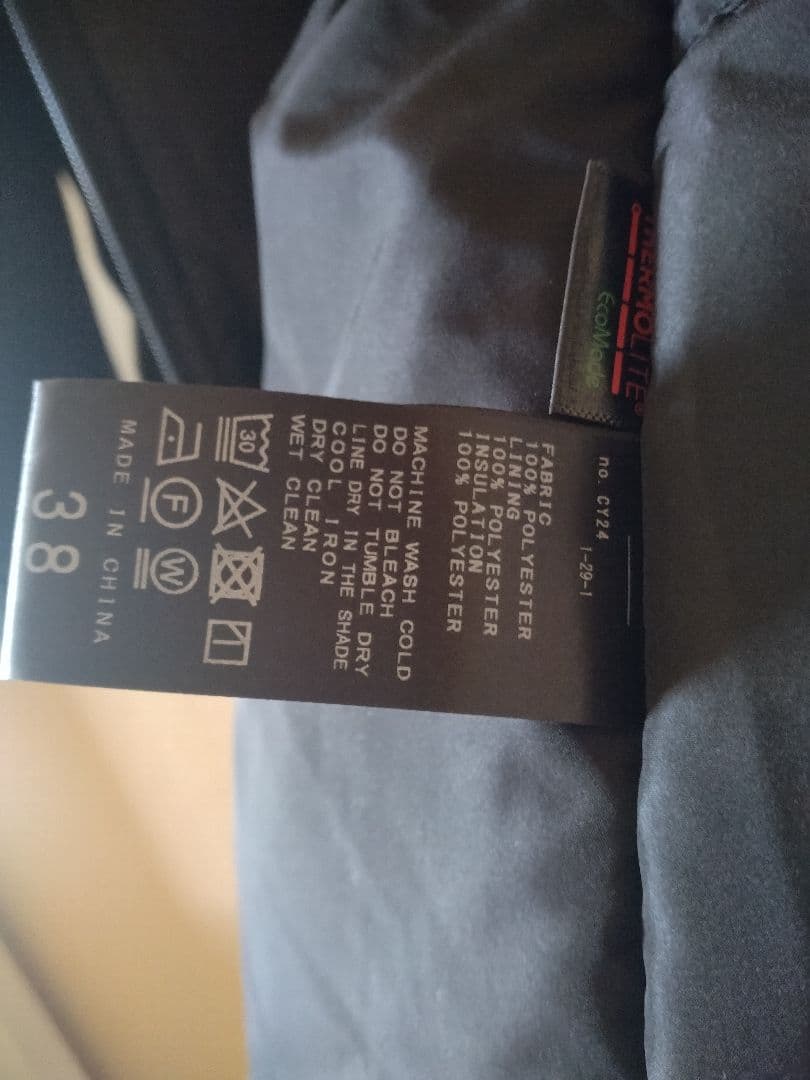 THERMOLITE®
EcoMade
no. CY24
1-29-1
FABRIC
100% POLYESTER
LINING
100% POLYESTER
INSULATION
100% POLYESTER
MACHINE WASH COLD
DO NOT BLEACH
DO NOT TUMBLE DRY
LINE DRY IN THE SHADE
COOL IRON
DRY CLEAN
WET CLEAN
30
F W
MADE IN CHINA
38